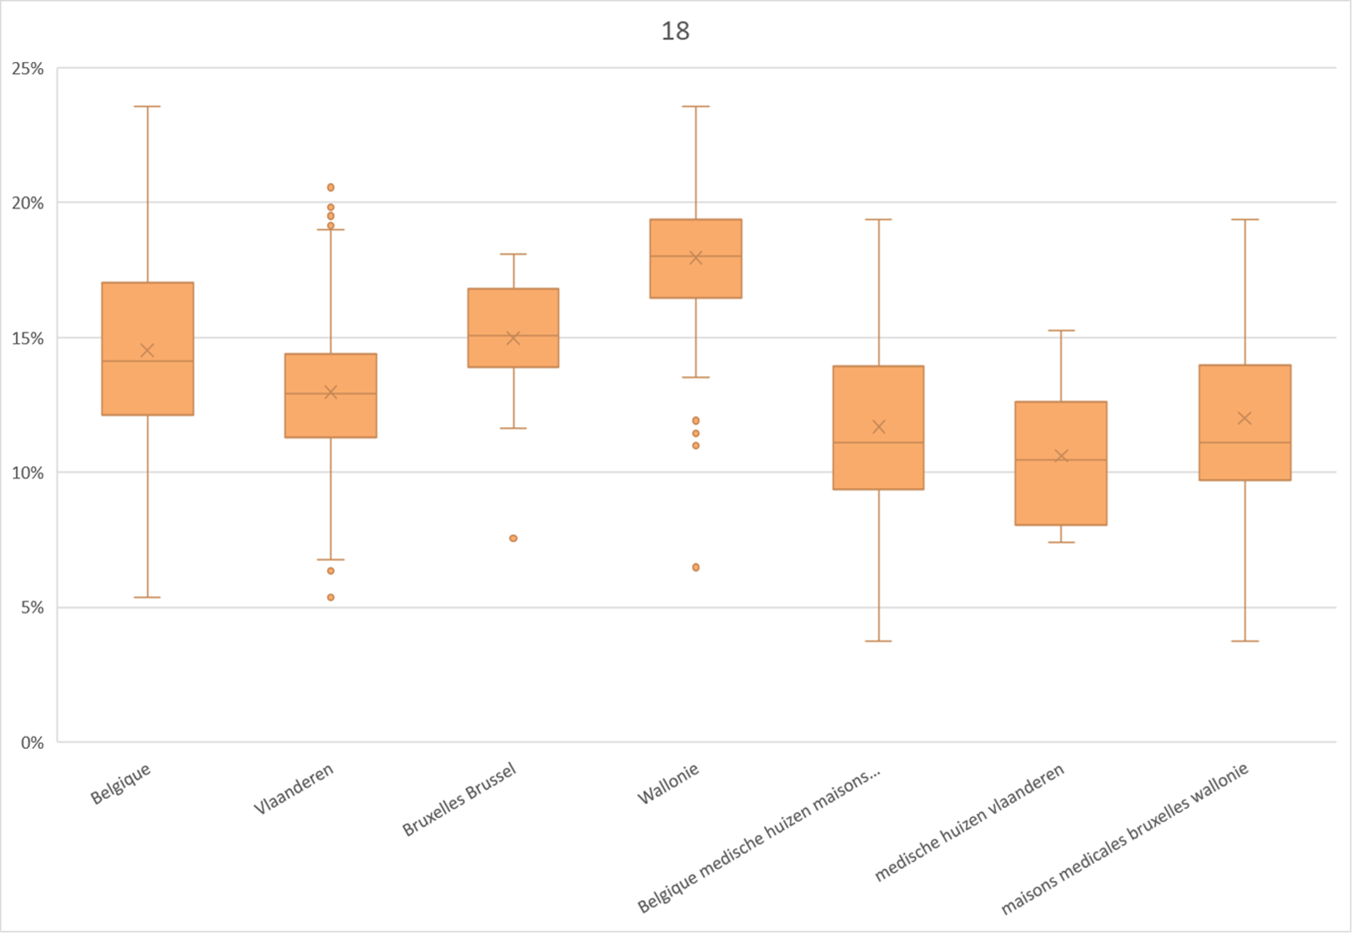 18
25%
20%
15%
10%
5%
0%
Belgique
Vlaanderen
Bruxelles Brussel
Wallonie
Belgique medische huizen maisons...
medische huizen vlaanderen
maisons medicales bruxelles wallonie